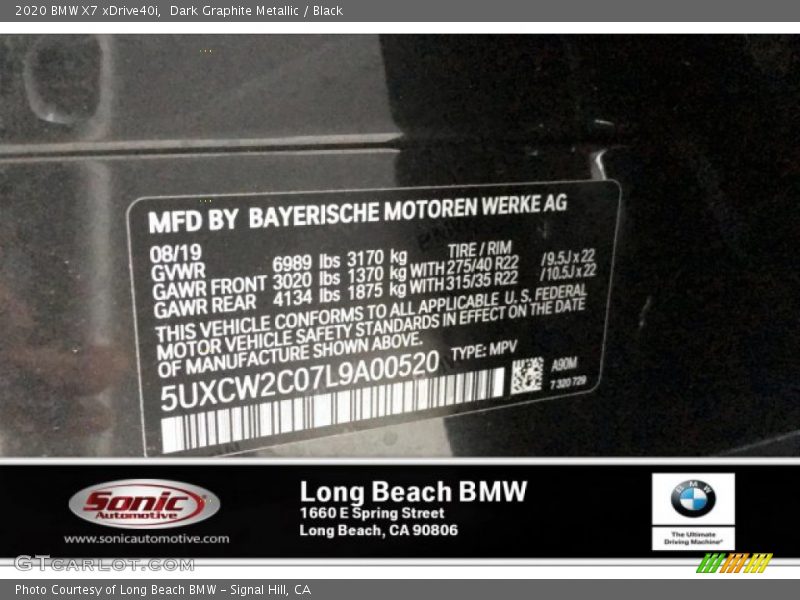 2020 BMW X7 xDrive40i,  Dark Graphite Metallic / Black
MFD BY BAYERISCHE MOTOREN WERKE AG
08/19 TIRE / RIM
GVWR 6989 lbs 3170 kg
GAWR FRONT 3020 lbs 1370 kg WITH 275/40 R22 /9.5J x 22
GAWR REAR 4134 lbs 1875 kg WITH 315/35 R22 /10.5J x 22
THIS VEHICLE CONFORMS TO ALL APPLICABLE U.S. FEDERAL
MOTOR VEHICLE SAFETY STANDARDS IN EFFECT ON THE DATE
OF MANUFACTURE SHOWN ABOVE.
5UXCW2C07L9A00520 TYPE: MPV
A90M
7 320 729
Sonic
Automotive
www.sonicautomotive.com
Long Beach BMW
1660 E Spring Street
Long Beach, CA 90806
BMW
The Ultimate
Driving Machine®
GTcarlot.com
Photo Courtesy of Long Beach BMW – Signal Hill, CA